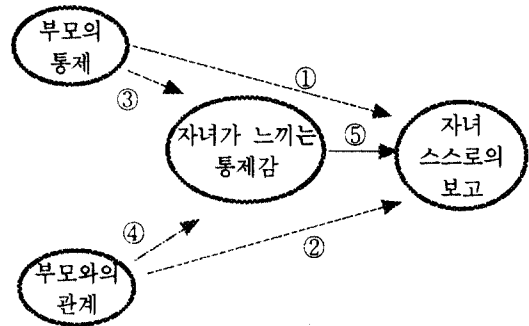 부모의
통제
①
③
자녀가 느끼는
통제감
⑤
자녀
스스로의
보고
④
②
부모와의
관계